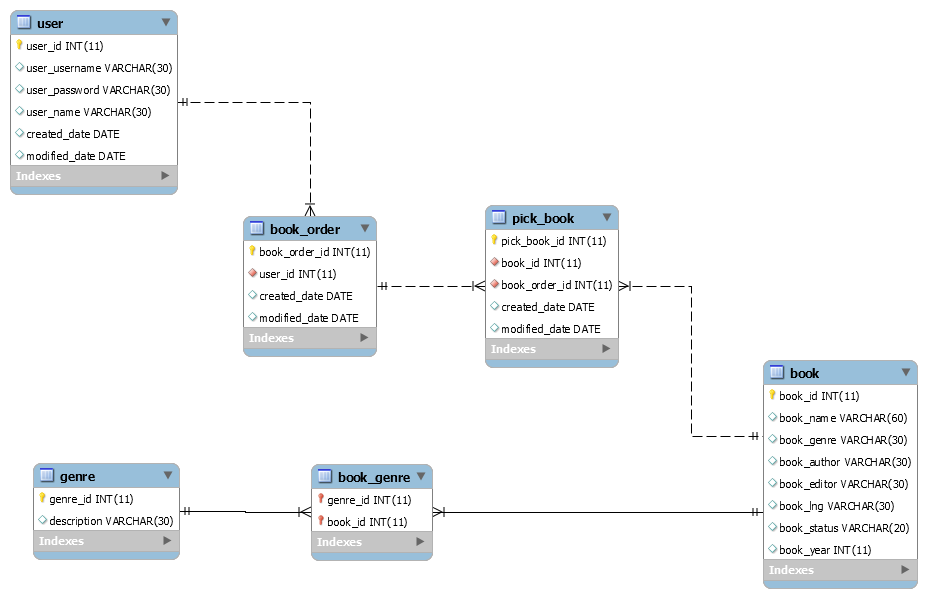 user
user_id INT(11)
user_username VARCHAR(30)
user_password VARCHAR(30)
user_name VARCHAR(30)
created_date DATE
modified_date DATE
Indexes
book_order
book_order_id INT(11)
user_id INT(11)
created_date DATE
modified_date DATE
Indexes
pick_book
pick_book_id INT(11)
book_id INT(11)
book_order_id INT(11)
created_date DATE
modified_date DATE
Indexes
book
book_id INT(11)
book_name VARCHAR(60)
book_genre VARCHAR(30)
book_author VARCHAR(30)
book_editor VARCHAR(30)
book_lng VARCHAR(30)
book_status VARCHAR(20)
book_year INT(11)
Indexes
genre
genre_id INT(11)
description VARCHAR(30)
Indexes
book_genre
genre_id INT(11)
book_id INT(11)
Indexes